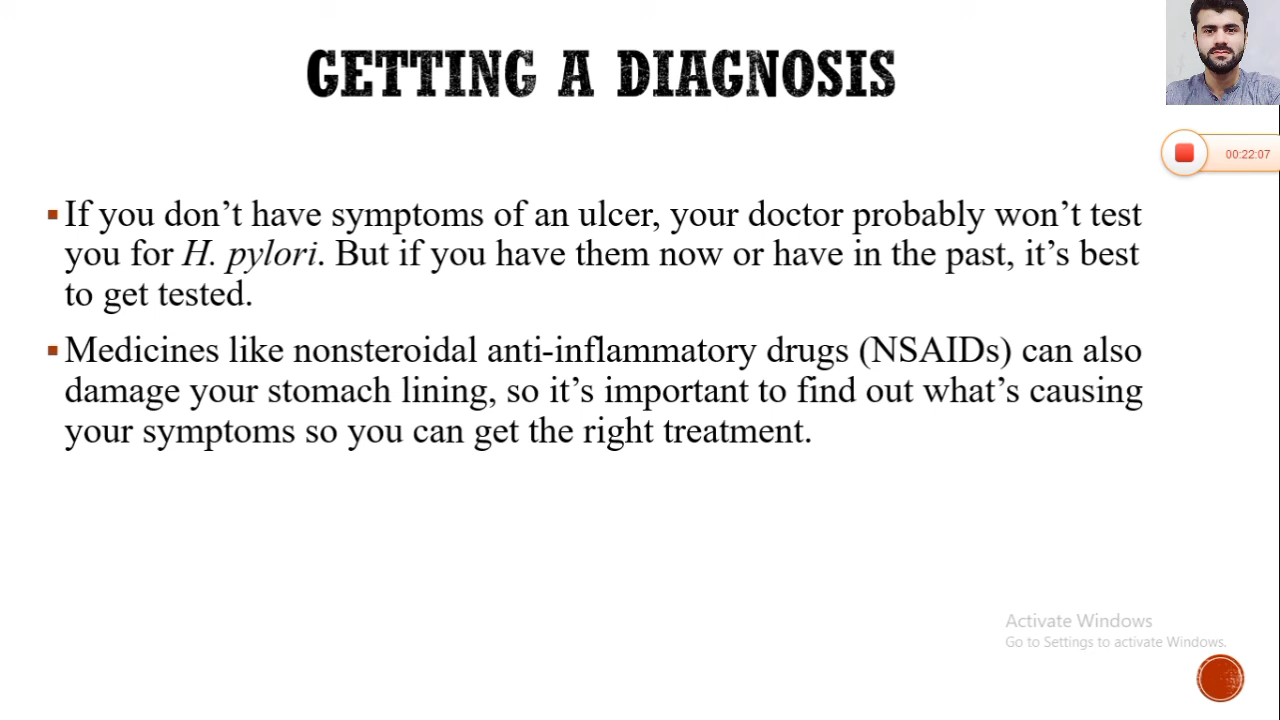 GETTING A DIAGNOSIS
00:22:07
▪ If you don’t have symptoms of an ulcer, your doctor probably won’t test
you for H. pylori. But if you have them now or have in the past, it’s best
to get tested.
▪ Medicines like nonsteroidal anti-inflammatory drugs (NSAIDs) can also
damage your stomach lining, so it’s important to find out what’s causing
your symptoms so you can get the right treatment.
Activate Windows
Go to Settings to activate Windows.